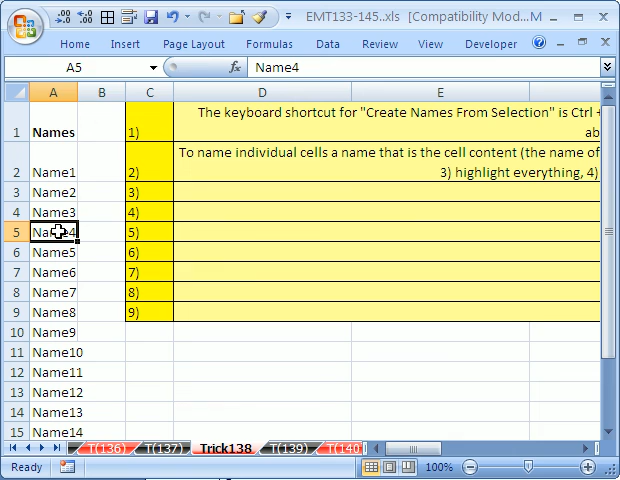 EMT133-145..xls [Compatibility Mod... M
Home Insert Page Layout Formulas Data Review View Developer
A5 fx Name4
A B C D E
1 Names 1) The keyboard shortcut for "Create Names From Selection" is Ctrl +
ab
To name individual cells a name that is the cell content (the name of
2 Name1 2) 3) highlight everything, 4)
3 Name2 3)
4 Name3 4)
5 Name4 5)
6 Name5 6)
7 Name6 7)
8 Name7 8)
9 Name8 9)
10 Name9
11 Name10
12 Name11
13 Name12
14 Name13
15 Name14
T(136) T(137) Trick138 T(139) T(140
Ready 100%